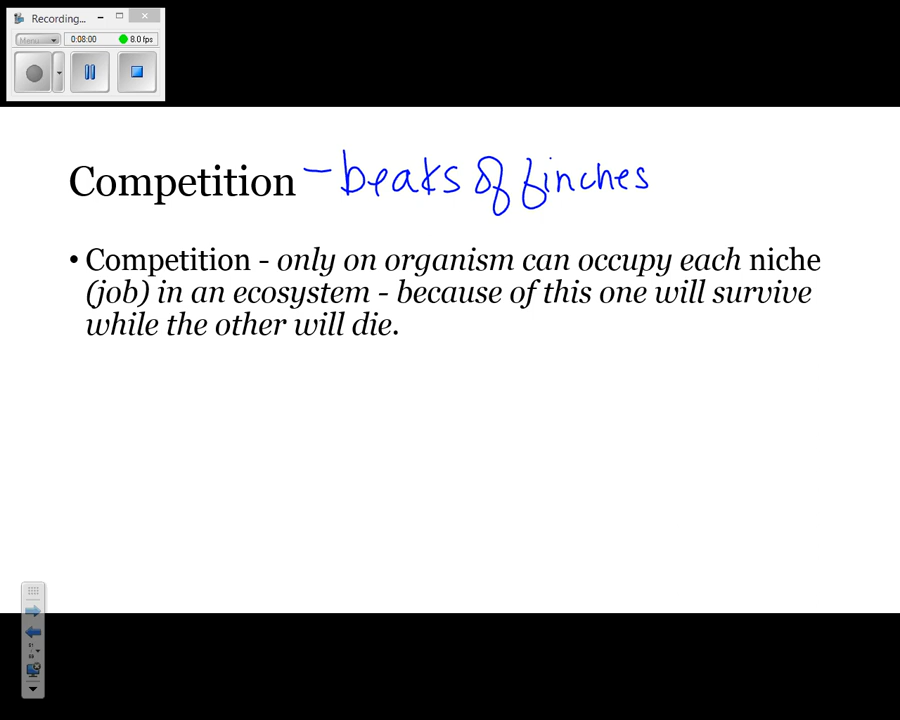 Recording...
Menu
0:08:00
8.0 fps
Competition – beaks of finches
• Competition - only on organism can occupy each niche
(job) in an ecosystem - because of this one will survive
while the other will die.